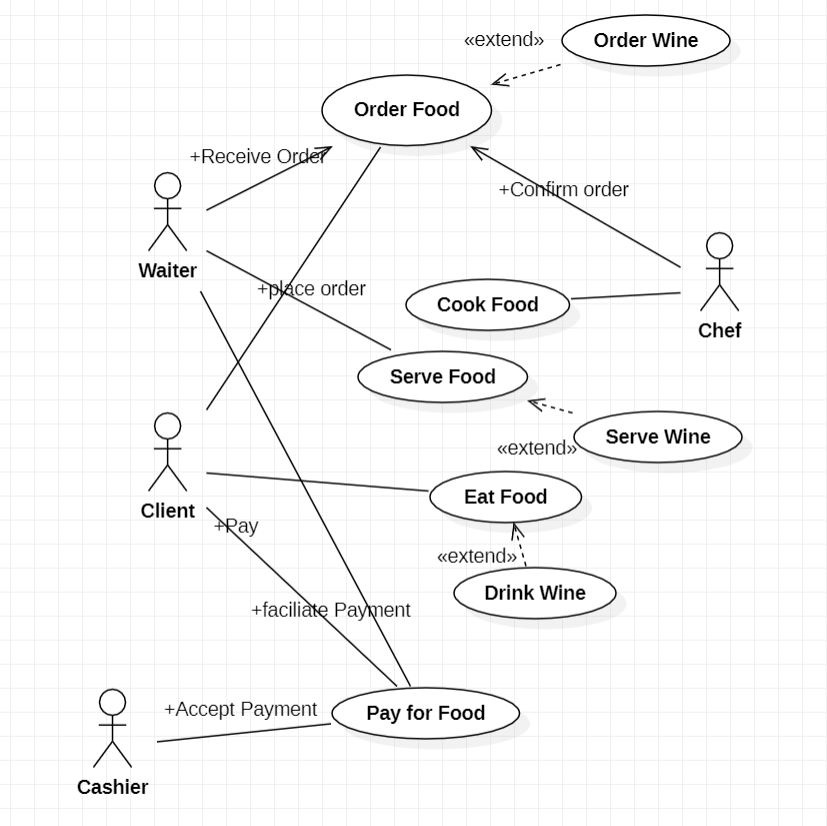 «extend»
Order Wine
Order Food
+Receive Order
+Confirm order
Waiter
+place order
Cook Food
Chef
Serve Food
Serve Wine
«extend»
Eat Food
Client
+Pay
«extend»
Drink Wine
+faciliate Payment
+Accept Payment
Pay for Food
Cashier